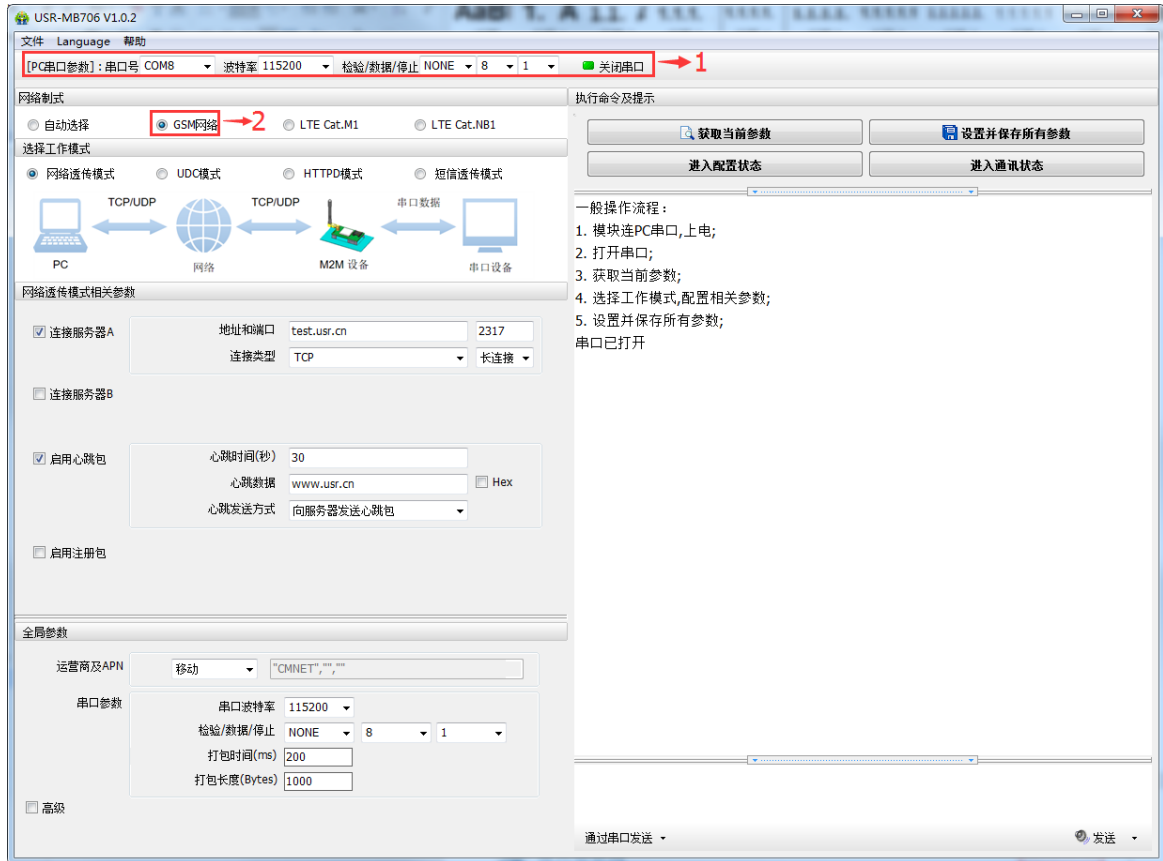 USR-MB706 V1.0.2
文件 Language 帮助
[PC串口参数]:串口号 COM8 波特率 115200 检验/数据/停止 NONE 8 1 关闭串口 1
网络制式
自动选择 GSM网络 2 LTE Cat.M1 LTE Cat.NB1
选择工作模式
网络透传模式 UDC模式 HTTPD模式 短信透传模式
TCP/UDP TCP/UDP 串口数据
PC 网络 M2M 设备 串口设备
网络透传模式相关参数
连接服务器A 地址和端口 test.usr.cn 2317
连接类型 TCP 长连接
连接服务器B
启用心跳包 心跳时间(秒) 30
心跳数据 www.usr.cn Hex
心跳发送方式 向服务器发送心跳包
启用注册包
全局参数
运营商及APN 移动 "CMNET","",""
串口参数 串口波特率 115200
检验/数据/停止 NONE 8 1
打包时间(ms) 200
打包长度(Bytes) 1000
高级
执行命令及提示
获取当前参数 设置并保存所有参数
进入配置状态 进入通讯状态
一般操作流程：
1. 模块连PC串口,上电;
2. 打开串口;
3. 获取当前参数;
4. 选择工作模式,配置相关参数;
5. 设置并保存所有参数;
串口已打开
通过串口发送 发送